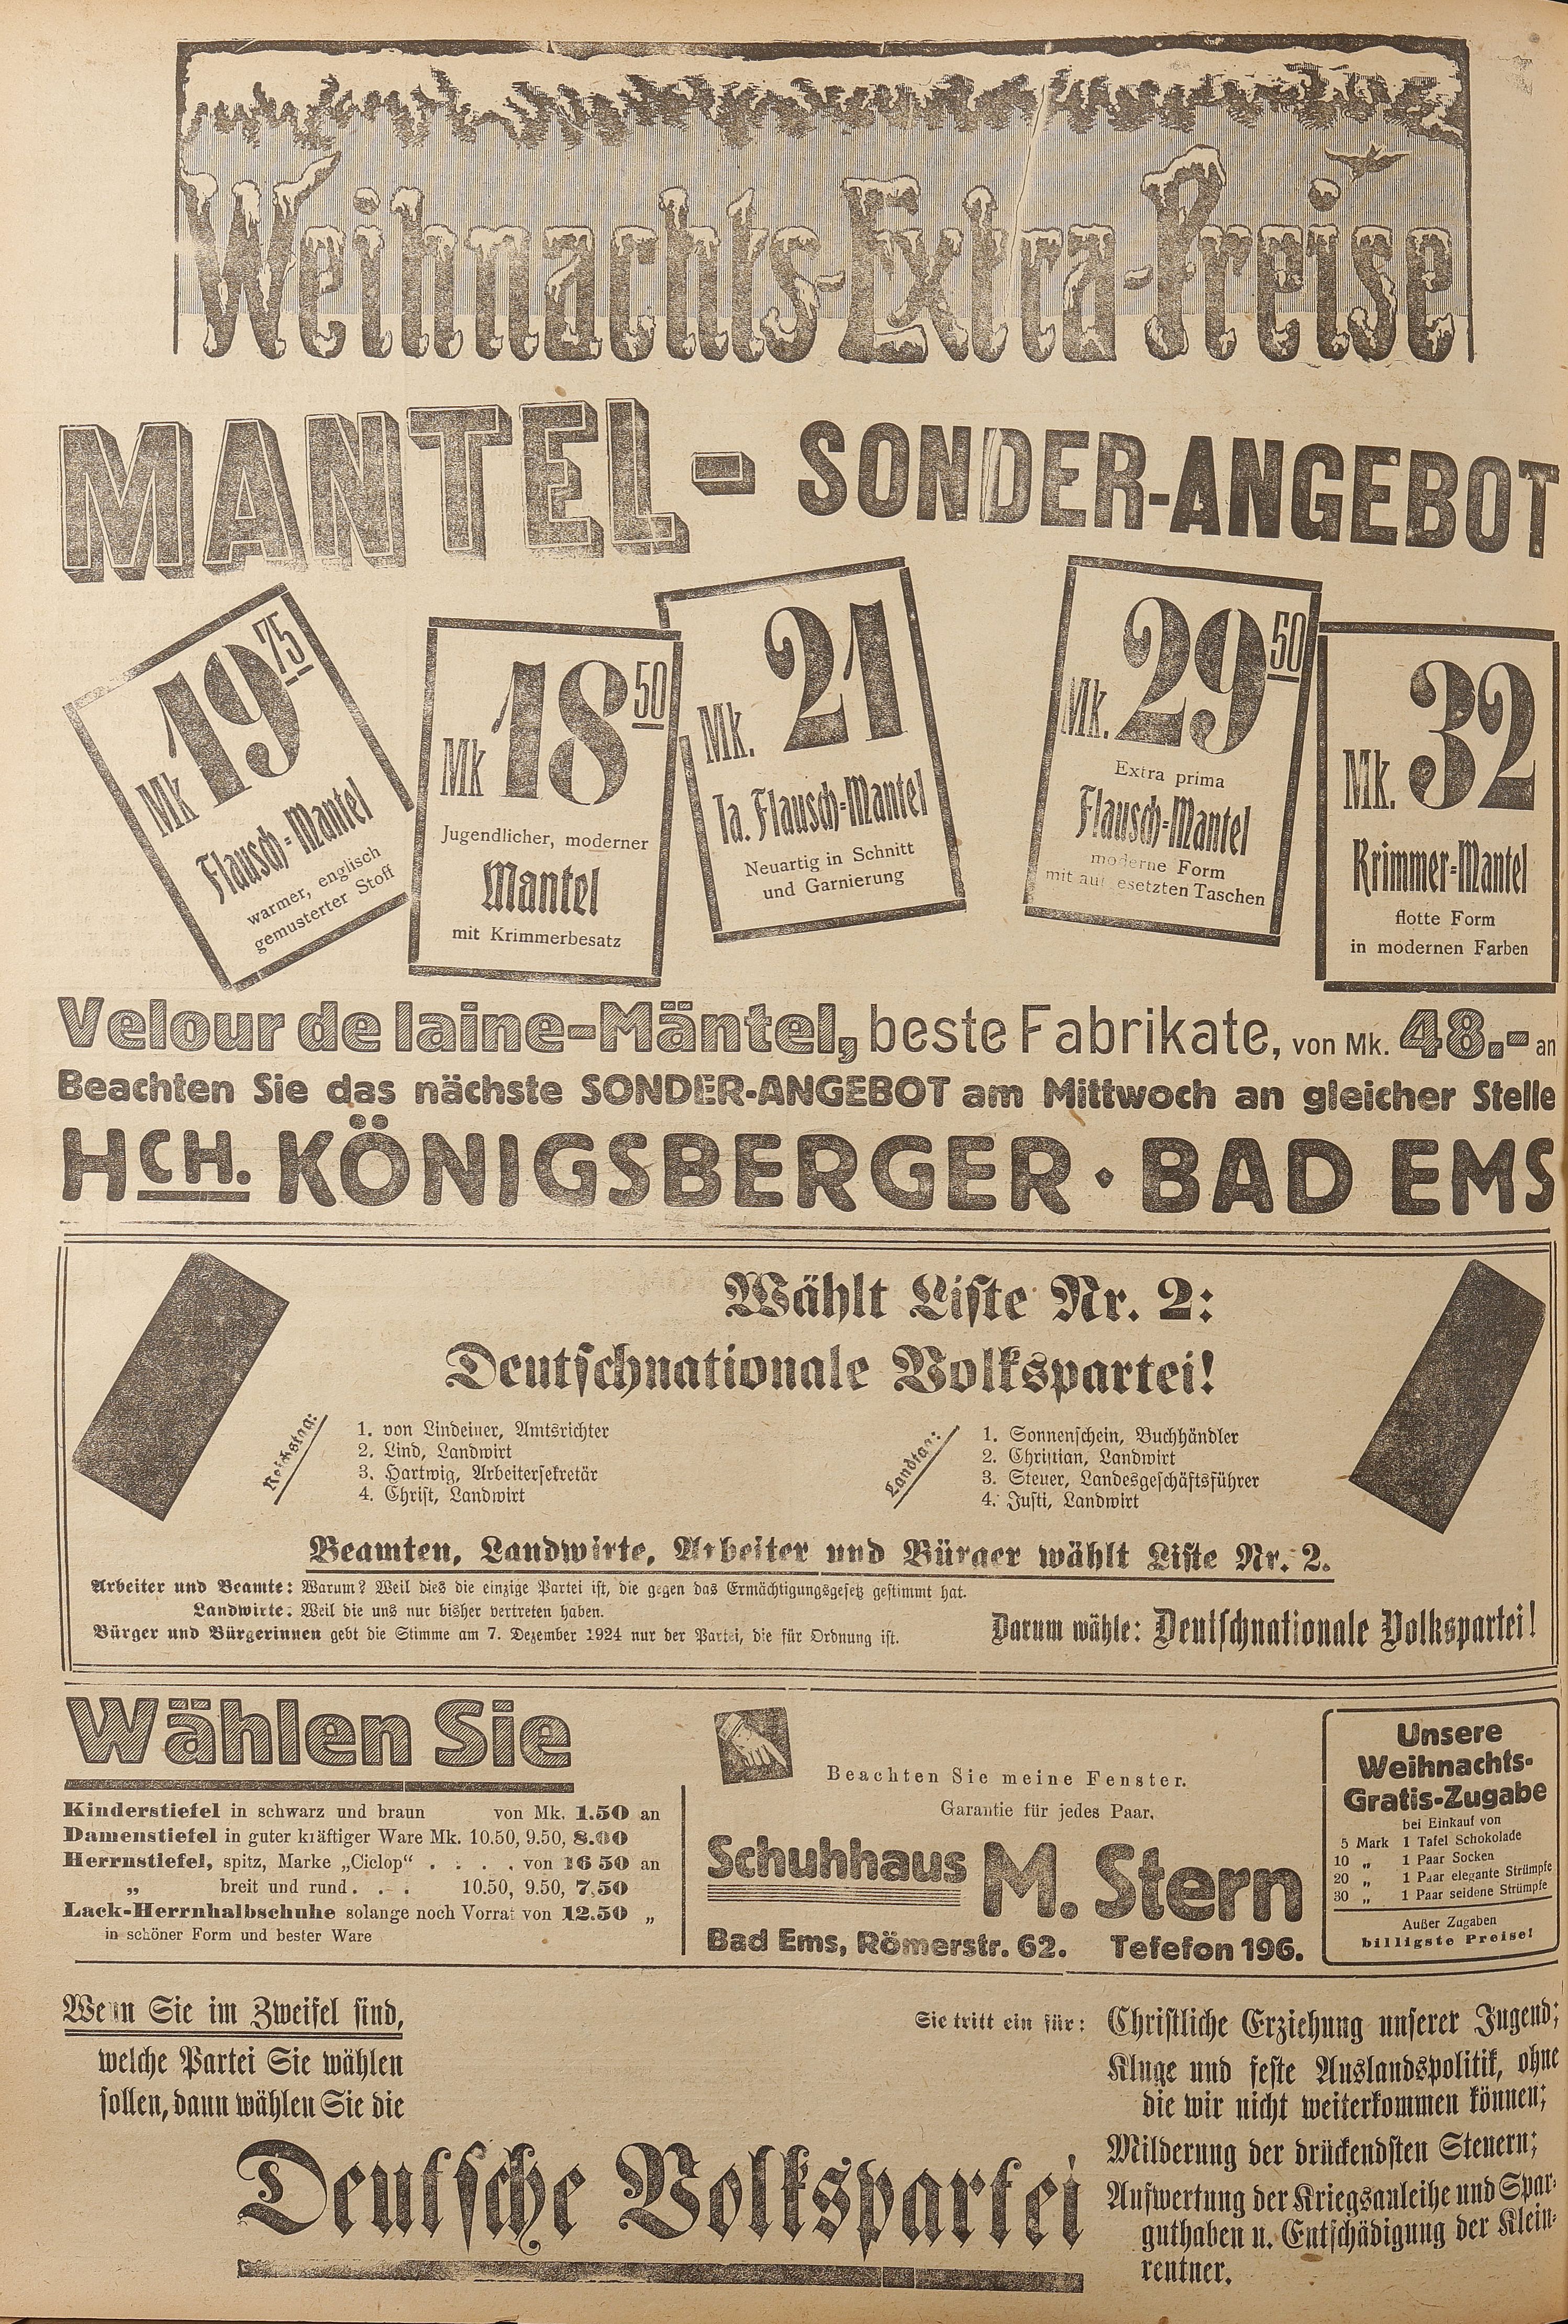 Weihnachts-Extra-Preise
MANTEL - SONDER-ANGEBOT
Mk 19 75
Flausch-Mantel
warmer, englisch
gemusterter Stoff
Mk 18 50
Jugendlicher, moderner
Mantel
mit Krimmerbesatz
Mk. 21
Ia. Flausch-Mantel
Neuartig in Schnitt
und Garnierung
Mk. 29 50
Extra prima
Flausch-Mantel
moderne Form
mit aufgesetzten Taschen
Mk. 32
Krimmer-Mantel
flotte Form
in modernen Farben
Velour de laine-Mäntel, beste Fabrikate, von Mk. 48.- an
Beachten Sie das nächste SONDER-ANGEBOT am Mittwoch an gleicher Stelle
HCH. KÖNIGSBERGER · BAD EMS
Wählt Liste Nr. 2:
Deutschnationale Volkspartei!
Reichstag:
1. von Lindeiner, Amtsrichter
2. Lind, Landwirt
3. Hartwig, Arbeitersekretär
4. Christ, Landwirt
Landtag:
1. Sonnenschein, Buchhändler
2. Christian, Landwirt
3. Steuer, Landesgeschäftsführer
4. Justi, Landwirt
Beamten, Landwirte, Arbeiter und Bürger wählt Liste Nr. 2.
Arbeiter und Beamte: Warum? Weil dies die einzige Partei ist, die gegen das Ermächtigungsgesetz gestimmt hat.
Landwirte: Weil die uns nur bisher vertreten haben.
Bürger und Bürgerinnen gebt die Stimme am 7. Dezember 1924 nur der Partei, die für Ordnung ist.
Darum wähle: Deutschnationale Volkspartei!
Wählen Sie
Kinderstiefel in schwarz und braun von Mk. 1.50 an
Damenstiefel in guter kräftiger Ware Mk. 10.50, 9.50, 8.00
Herrnstiefel, spitz, Marke „Ciclop“ . . . . von 16 50 an
„ breit und rund . . . 10.50, 9.50, 7.50
Lack-Herrnhalbschuhe solange noch Vorrat von 12.50 „
in schöner Form und bester Ware
Beachten Sie meine Fenster.
Garantie für jedes Paar.
Schuhhaus M. Stern
Bad Ems, Römerstr. 62. Tefefon 196.
Unsere
Weihnachts-
Gratis-Zugabe
bei Einkauf von
5 Mark 1 Tafel Schokolade
10 „ 1 Paar Socken
20 „ 1 Paar elegante Strümpfe
30 „ 1 Paar seidene Strümpfe
Außer Zugaben
billigste Preise!
Wenn Sie im Zweifel sind,
welche Partei Sie wählen
sollen, dann wählen Sie die
Deutsche Volkspartei
Sie tritt ein für: Christliche Erziehung unserer Jugend;
Kluge und feste Auslandspolitik, ohne
die wir nicht weiterkommen können;
Milderung der drückendsten Steuern;
Aufwertung der Kriegsanleihe und Spar-
guthaben u. Entschädigung der Klein-
rentner.